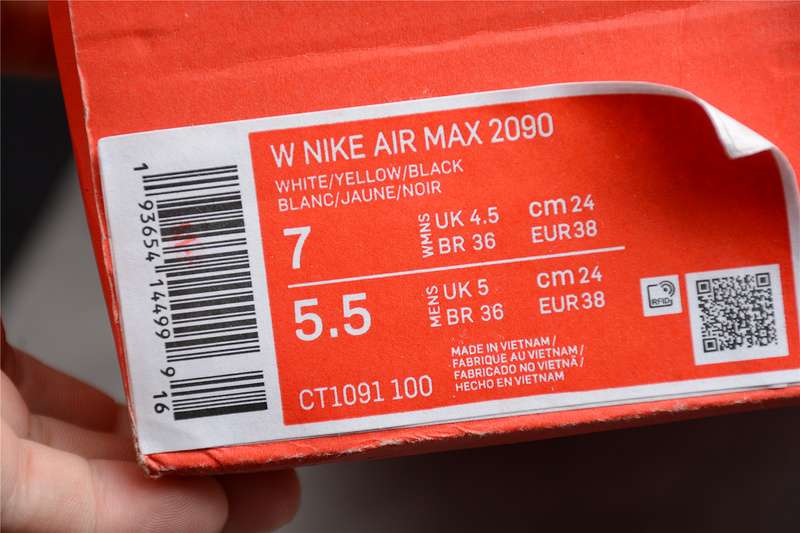 W NIKE AIR MAX 2090
WHITE/YELLOW/BLACK
BLANC/JAUNE/NOIR
7
WMNS
UK 4.5
BR 36
cm 24
EUR 38
5.5
MENS
UK 5
BR 36
cm 24
EUR 38
CT1091 100
MADE IN VIETNAM /
FABRIQUE AU VIETNAM /
FABRICADO NO VIETNÃ /
HECHO EN VIETNAM
RFID
1 93654 14499 9 16